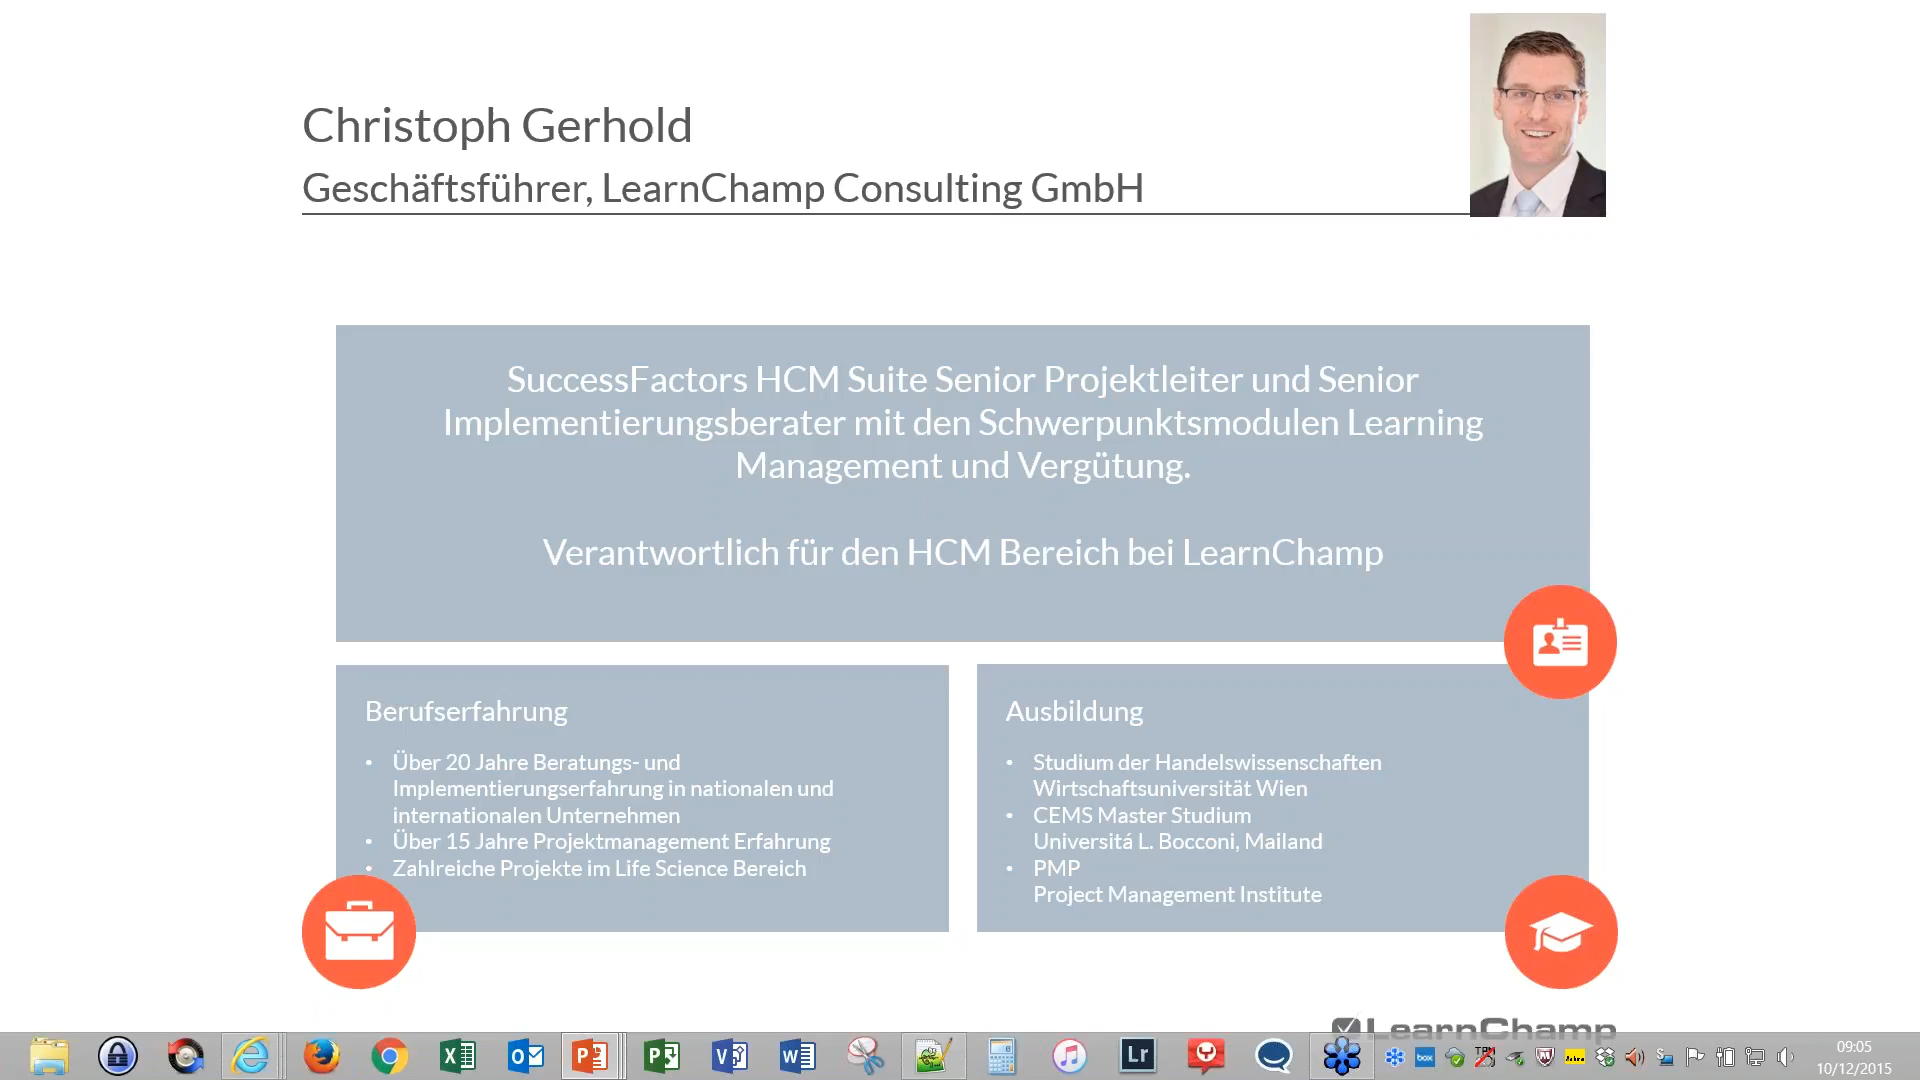 Christoph Gerhold
Geschäftsführer, LearnChamp Consulting GmbH
SuccessFactors HCM Suite Senior Projektleiter und Senior
Implementierungsberater mit den Schwerpunktsmodulen Learning
Management und Vergütung.
Verantwortlich für den HCM Bereich bei LearnChamp
Berufserfahrung
• Über 20 Jahre Beratungs- und
Implementierungserfahrung in nationalen und
internationalen Unternehmen
• Über 15 Jahre Projektmanagement Erfahrung
• Zahlreiche Projekte im Life Science Bereich
Ausbildung
• Studium der Handelswissenschaften
Wirtschaftsuniversität Wien
• CEMS Master Studium
Universitá L. Bocconi, Mailand
• PMP
Project Management Institute
LearnChamp
Lr
box
09:05
10/12/2015